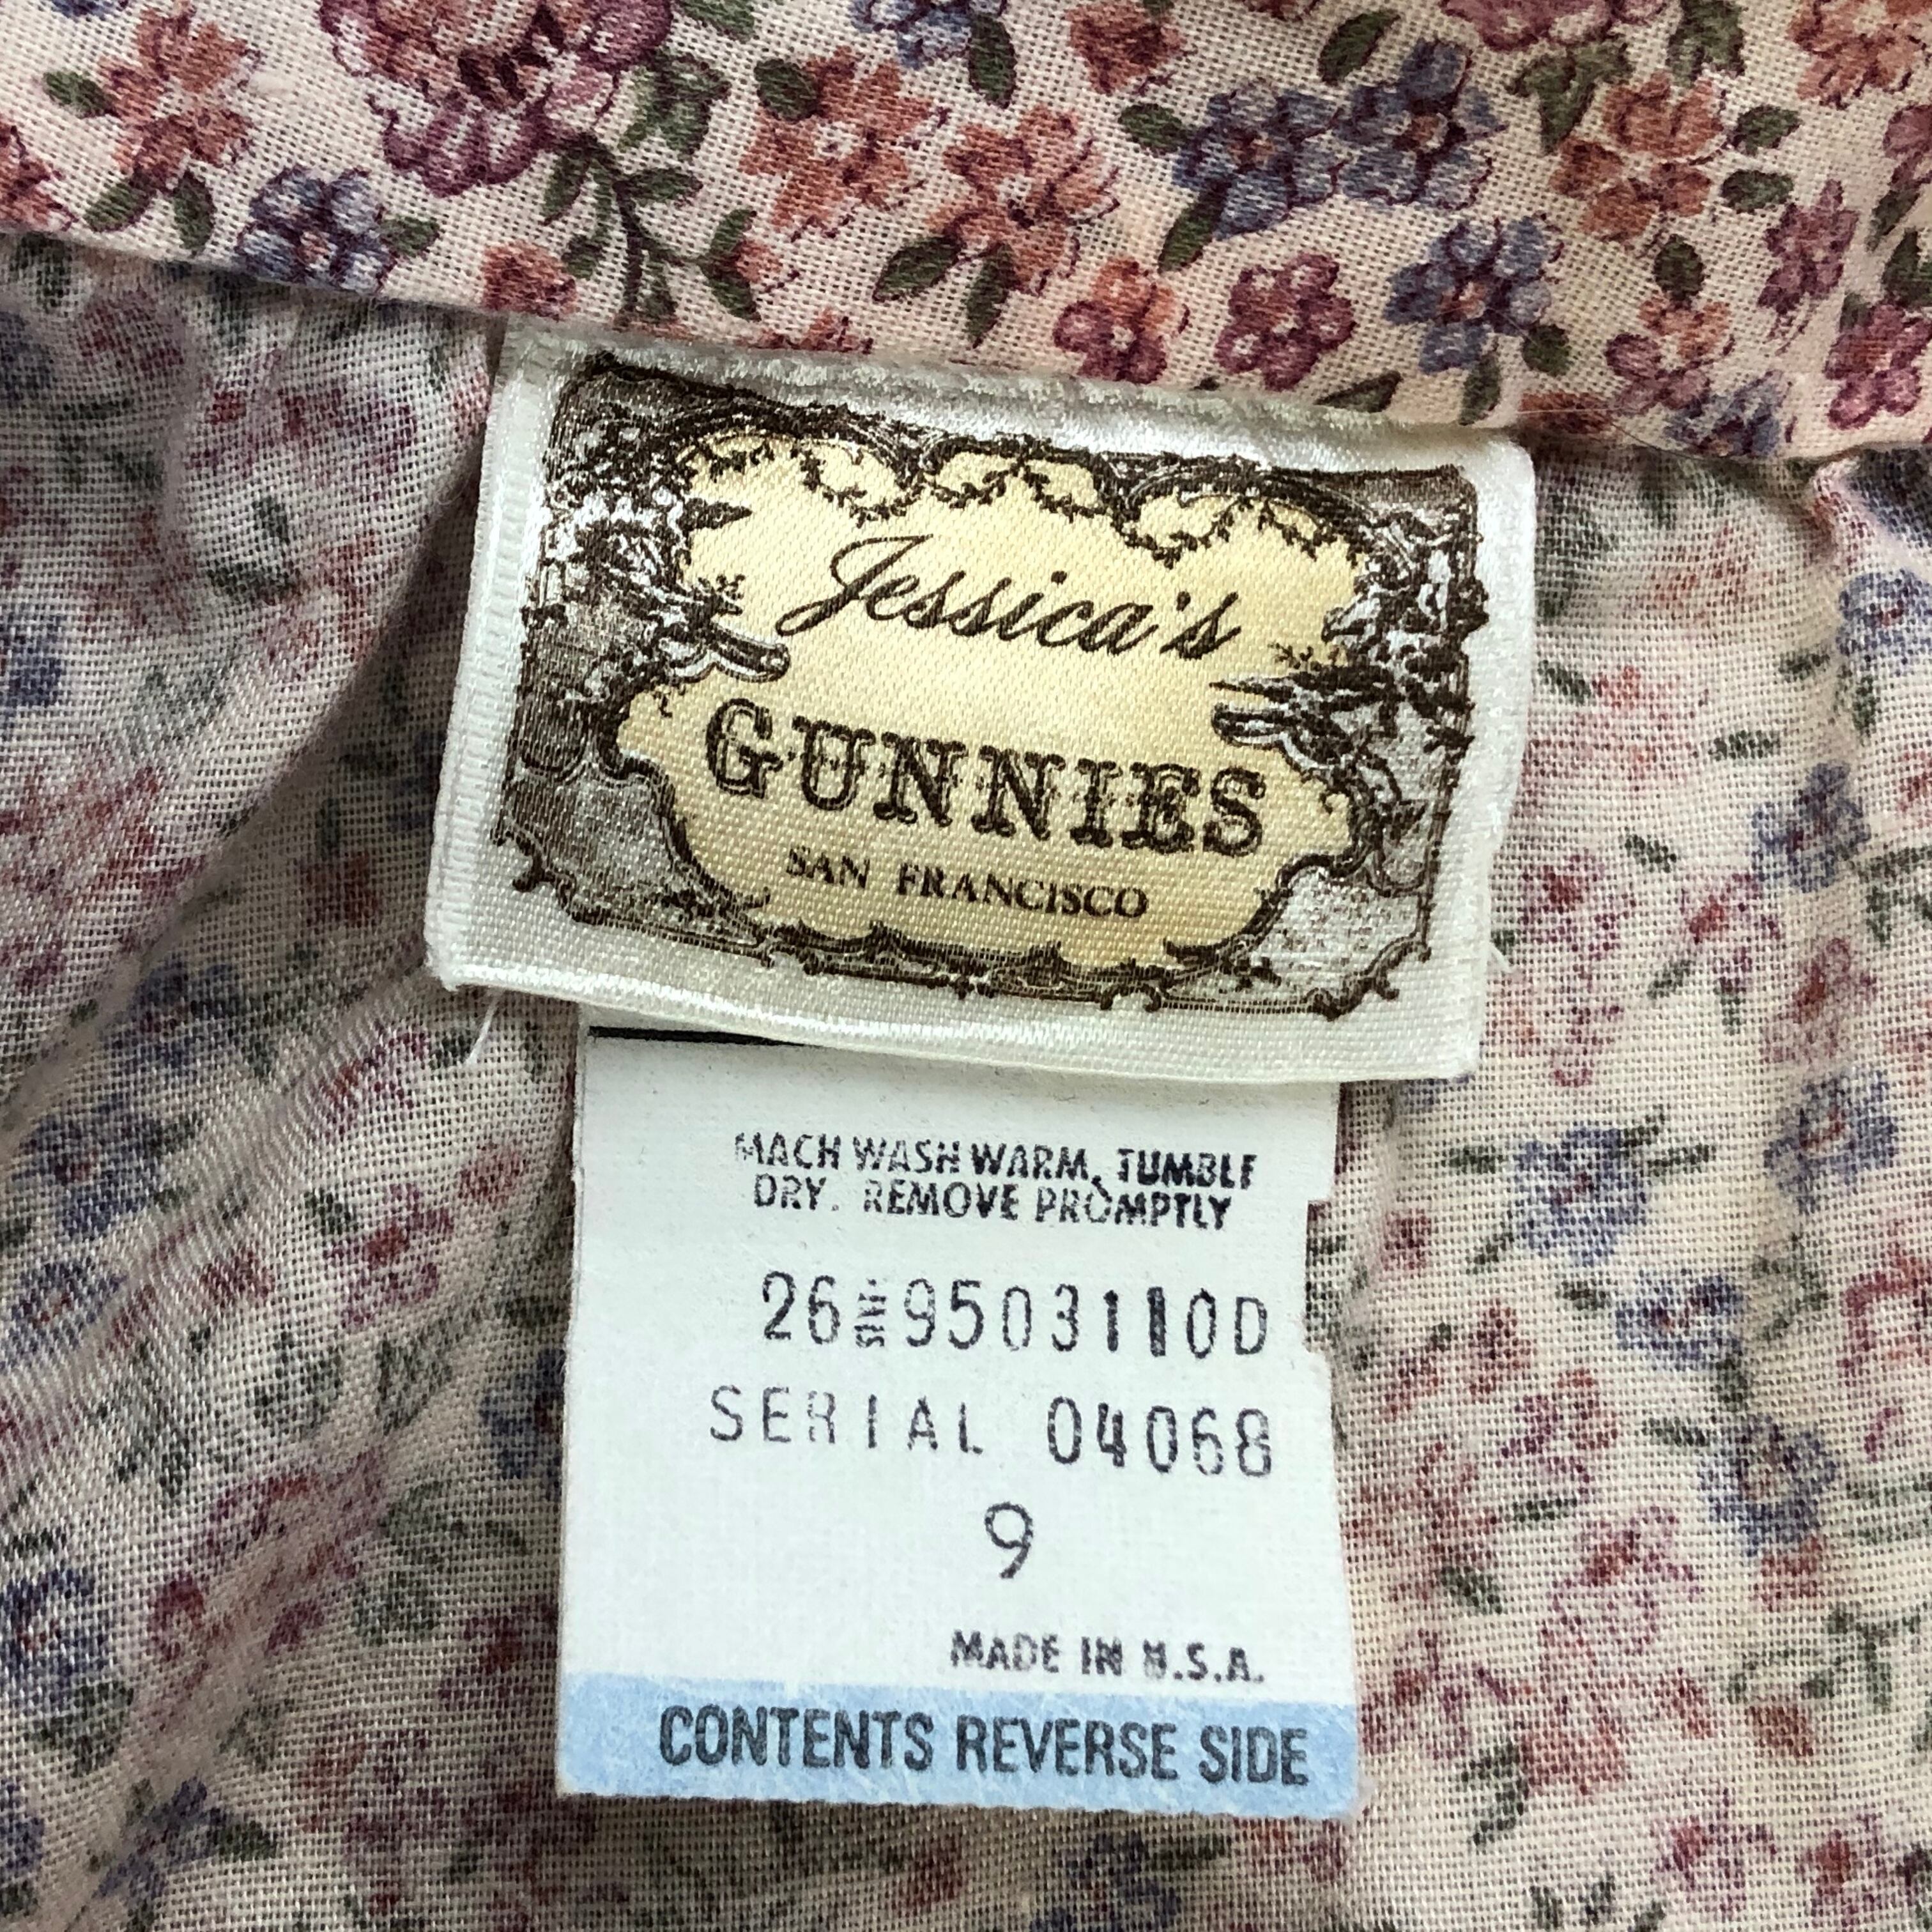 Jessica's
GUNNIES
SAN FRANCISCO
MACH WASH WARM, TUMBLE
DRY. REMOVE PROMPTLY
26 9503110D
SERIAL 04068
9
MADE IN U.S.A.
CONTENTS REVERSE SIDE